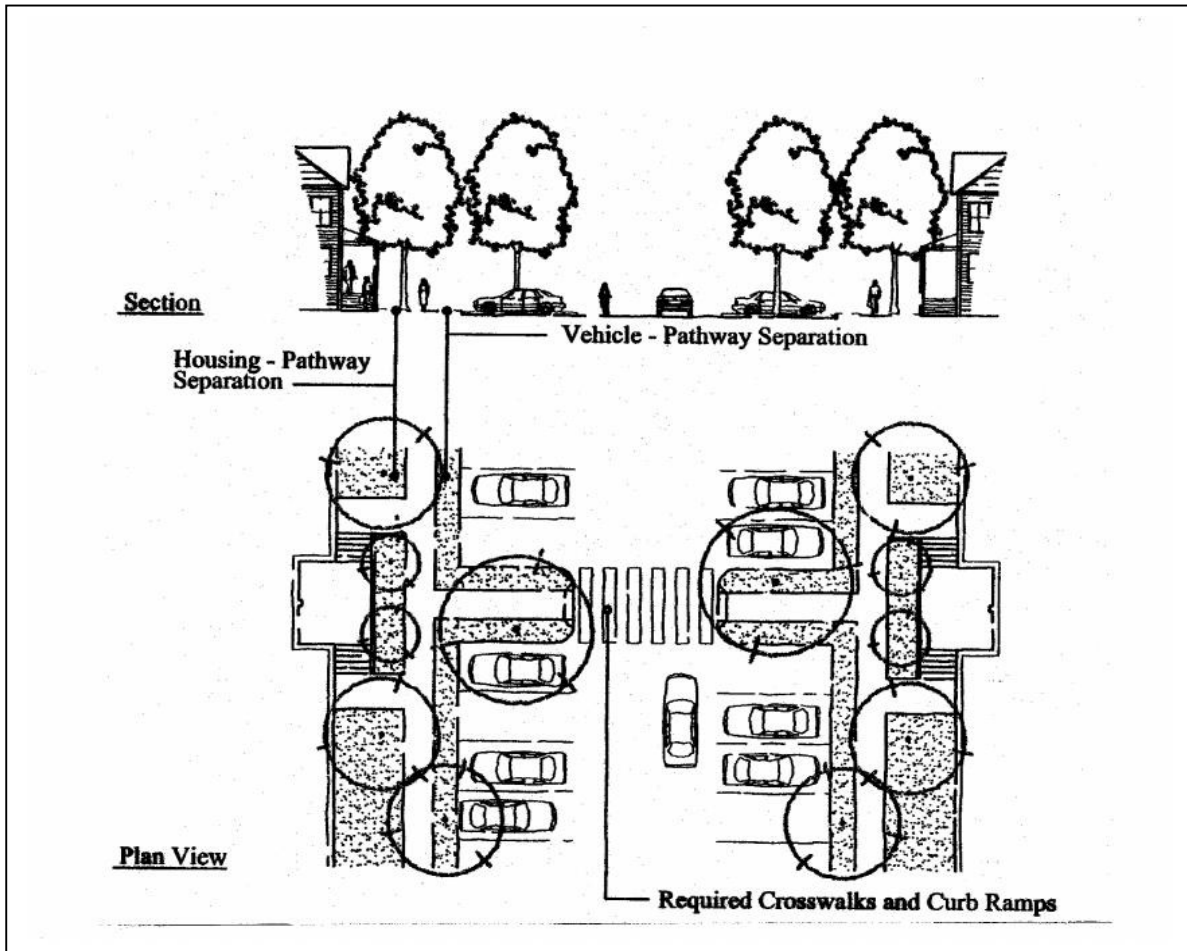 Section
Vehicle - Pathway Separation
Housing - Pathway
Separation
Plan View
Required Crosswalks and Curb Ramps